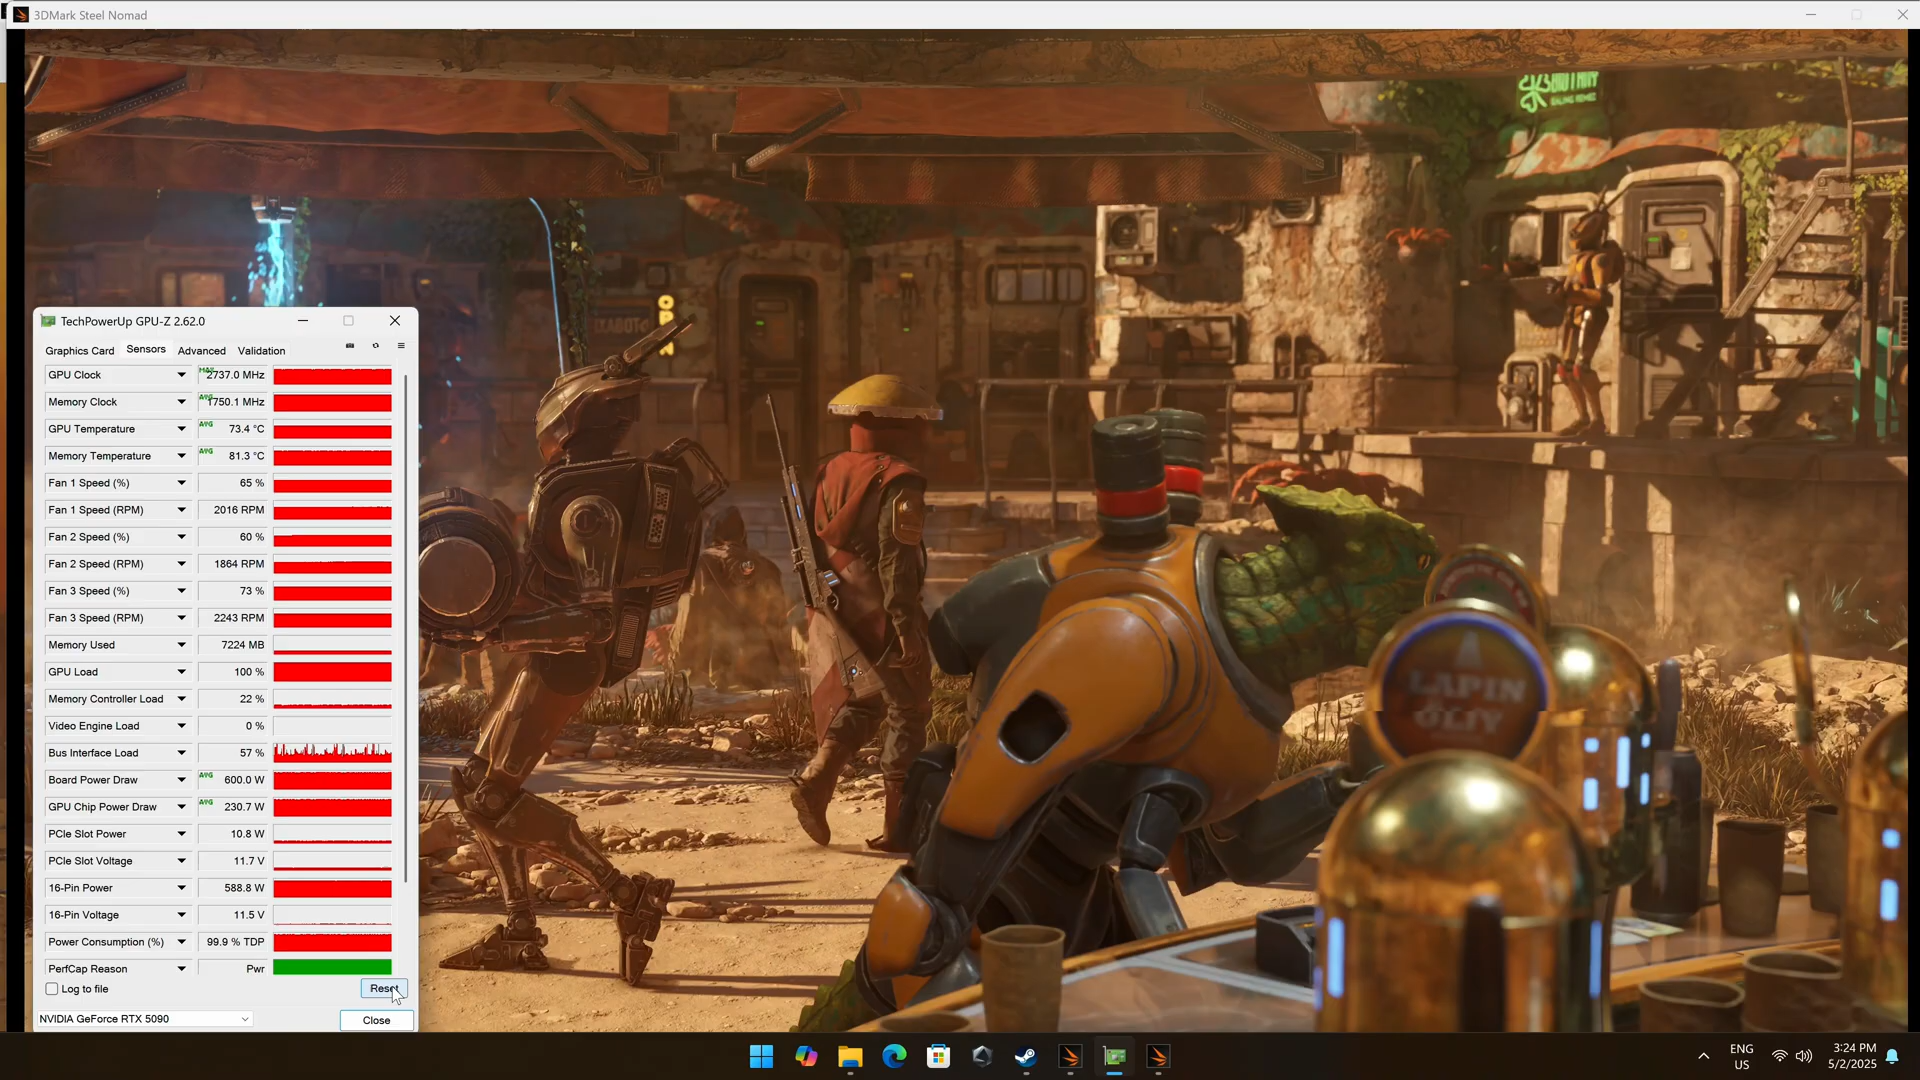 3DMark Steel Nomad
OPEN
TechPowerUp GPU-Z 2.62.0
Graphics Card Sensors Advanced Validation
GPU Clock MAX 2737.0 MHz
Memory Clock AVG 1750.1 MHz
GPU Temperature AVG 73.4 °C
Memory Temperature AVG 81.3 °C
Fan 1 Speed (%) 65 %
Fan 1 Speed (RPM) 2016 RPM
Fan 2 Speed (%) 60 %
Fan 2 Speed (RPM) 1864 RPM
Fan 3 Speed (%) 73 %
Fan 3 Speed (RPM) 2243 RPM
Memory Used 7224 MB
GPU Load 100 %
Memory Controller Load 22 %
Video Engine Load 0 %
Bus Interface Load 57 %
Board Power Draw AVG 600.0 W
GPU Chip Power Draw AVG 230.7 W
PCIe Slot Power 10.8 W
PCIe Slot Voltage 11.7 V
16-Pin Power 588.8 W
16-Pin Voltage 11.5 V
Power Consumption (%) 99.9 % TDP
PerfCap Reason Pwr
Log to file Reset
NVIDIA GeForce RTX 5090 Close
LAPIN
ENG
US
3:24 PM
5/2/2025